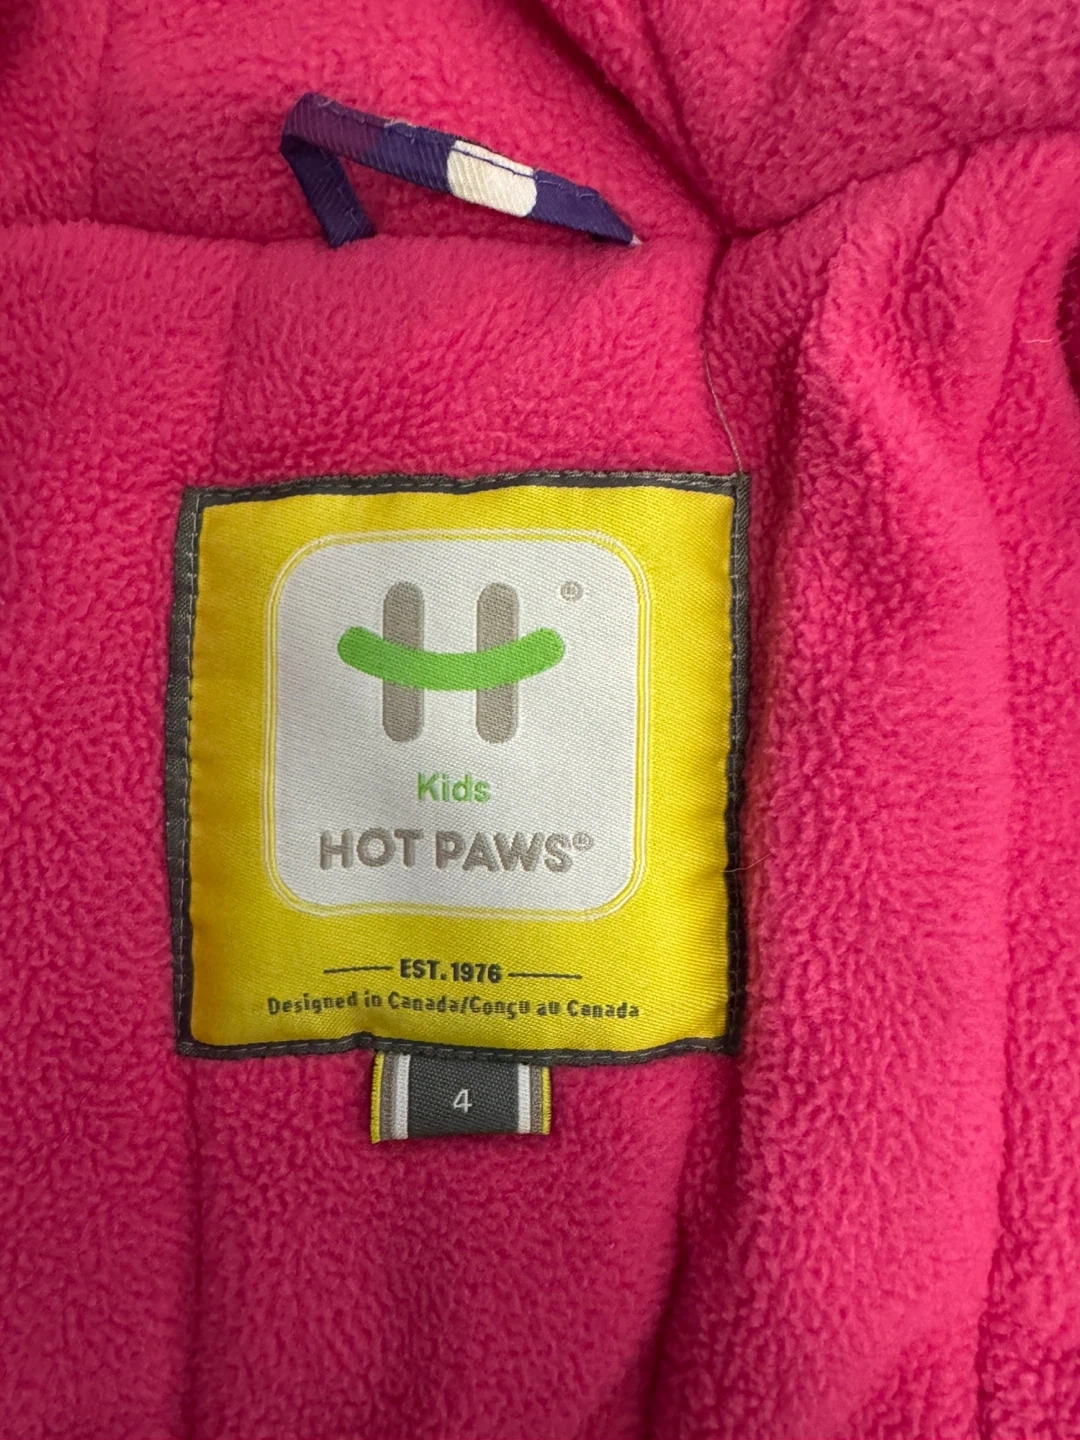 H®
Kids
HOT PAWS®
EST. 1976
Designed in Canada/Conçu au Canada
4